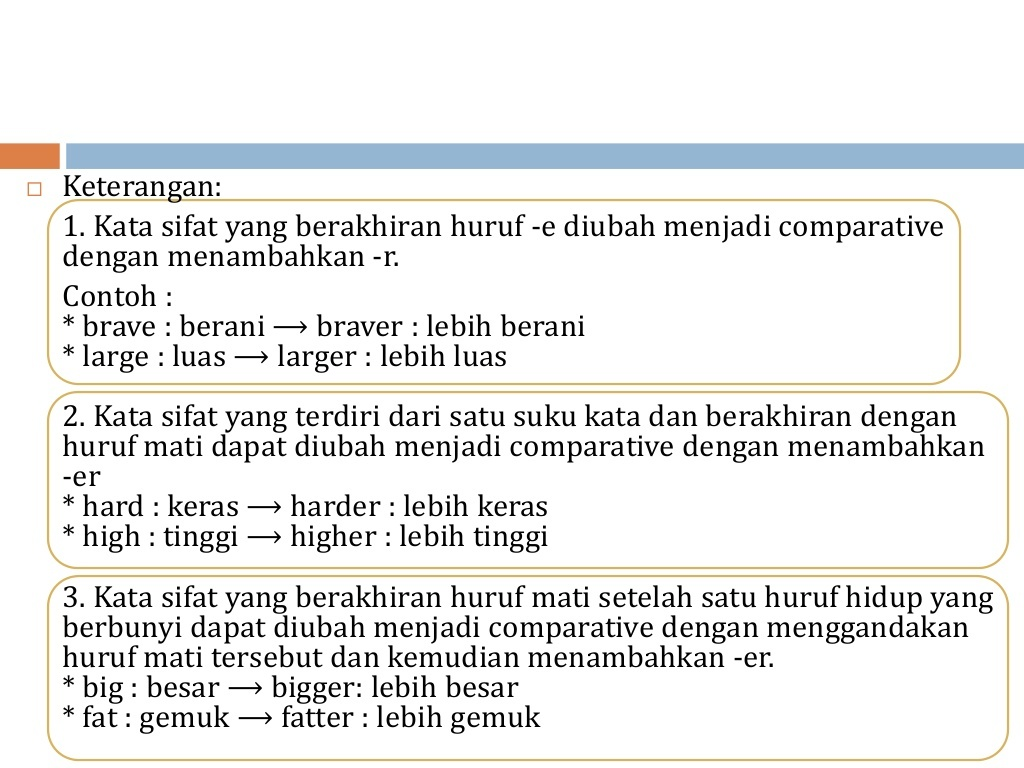 Keterangan:
1. Kata sifat yang berakhiran huruf -e diubah menjadi comparative
dengan menambahkan -r.
Contoh :
* brave : berani ⟶ braver : lebih berani
* large : luas ⟶ larger : lebih luas
2. Kata sifat yang terdiri dari satu suku kata dan berakhiran dengan
huruf mati dapat diubah menjadi comparative dengan menambahkan
-er
* hard : keras ⟶ harder : lebih keras
* high : tinggi ⟶ higher : lebih tinggi
3. Kata sifat yang berakhiran huruf mati setelah satu huruf hidup yang
berbunyi dapat diubah menjadi comparative dengan menggandakan
huruf mati tersebut dan kemudian menambahkan -er.
* big : besar ⟶ bigger: lebih besar
* fat : gemuk ⟶ fatter : lebih gemuk